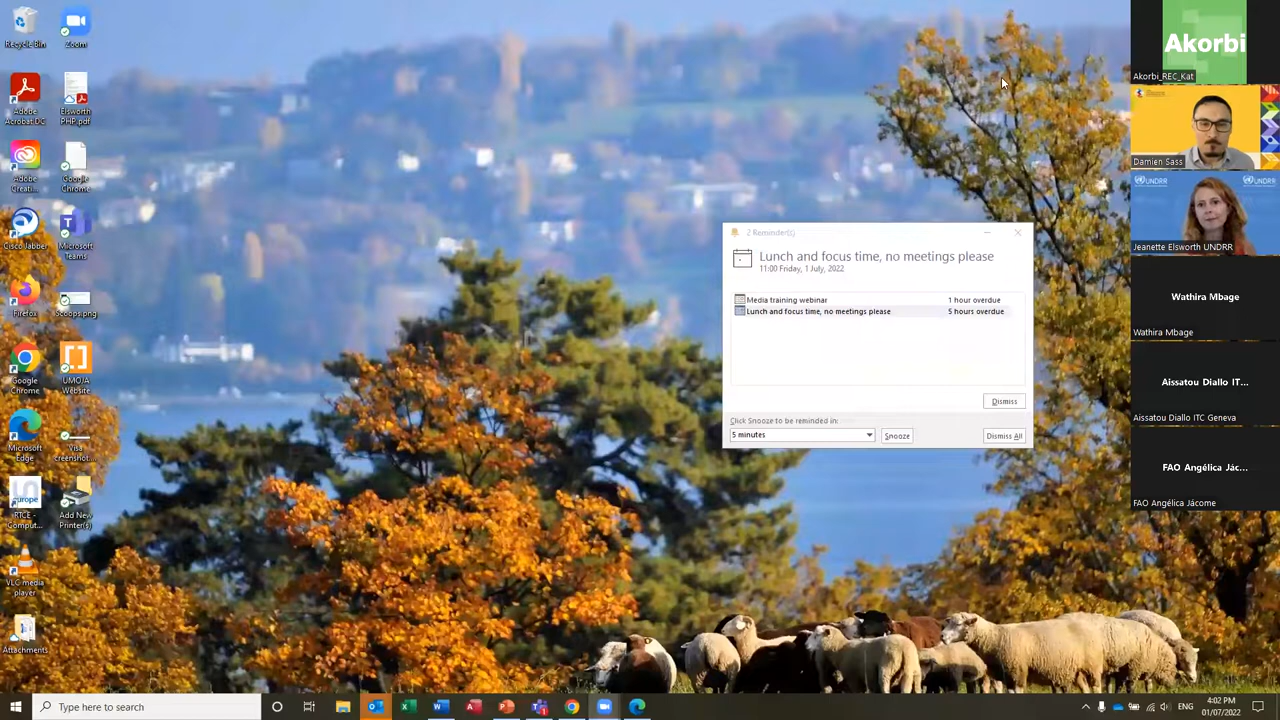 Recycle Bin
Zoom
Adobe
Acrobat DC
Elsworth
PHP.pdf
Adobe
Creati...
Google
Chrome
Cisco Jabber
Microsoft
Teams
Firefox
Scoops.png
Google
Chrome
UMOJA
Website
Microsoft
Edge
Visa
screenshot...
europe
RTCE -
Comput...
Add New
Printer(s)
VLC media
player
Attachments
2 Reminder(s)
Lunch and focus time, no meetings please
11:00 Friday, 1 July, 2022
Media training webinar 1 hour overdue
Lunch and focus time, no meetings please 5 hours overdue
Dismiss
Click Snooze to be reminded in:
5 minutes
Snooze
Dismiss All
Akorbi
Akorbi_REC_Kat
Damien Sass
UNDRR
UNDRR
Jeanette Elsworth UNDRR
Wathira Mbage
Wathira Mbage
Aissatou Diallo IT...
Aissatou Diallo ITC Geneva
FAO Angélica Jác...
FAO Angélica Jácome
Type here to search
ENG
4:02 PM
01/07/2022